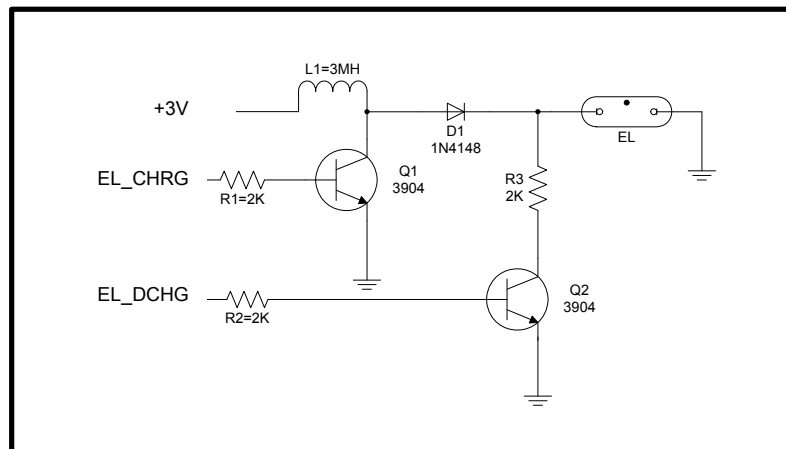 L1=3MH
+3V
D1
1N4148
EL
EL_CHRG
R1=2K
Q1
3904
R3
2K
EL_DCHG
R2=2K
Q2
3904